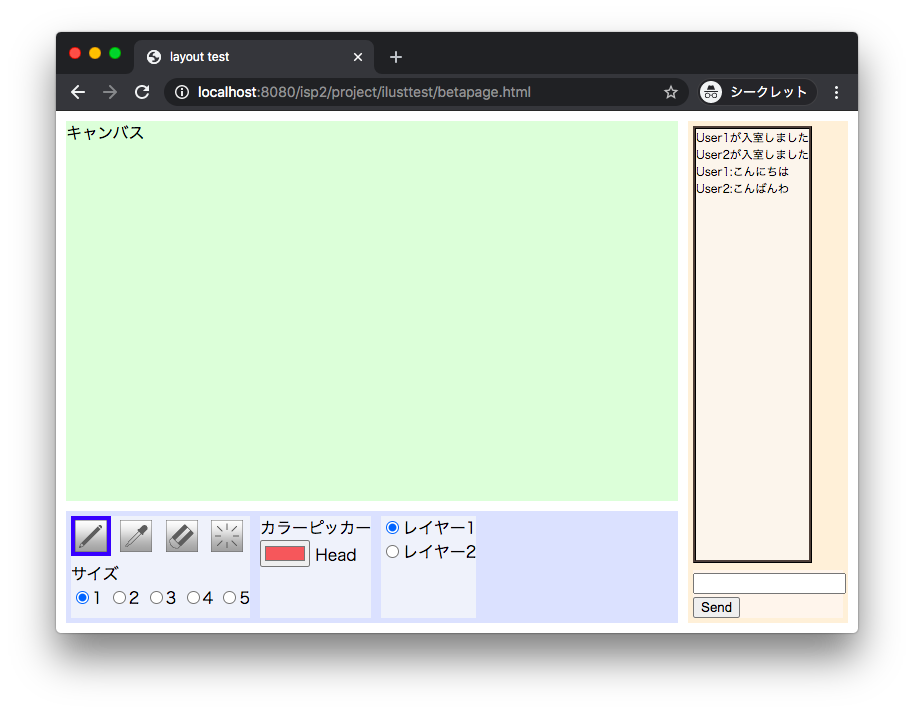 layout test
localhost:8080/isp2/project/ilusttest/betapage.html
シークレット
キャンバス
User1が入室しました
User2が入室しました
User1:こんにちは
User2:こんばんわ
サイズ
1 2 3 4 5
カラーピッカー
Head
レイヤー1
レイヤー2
Send